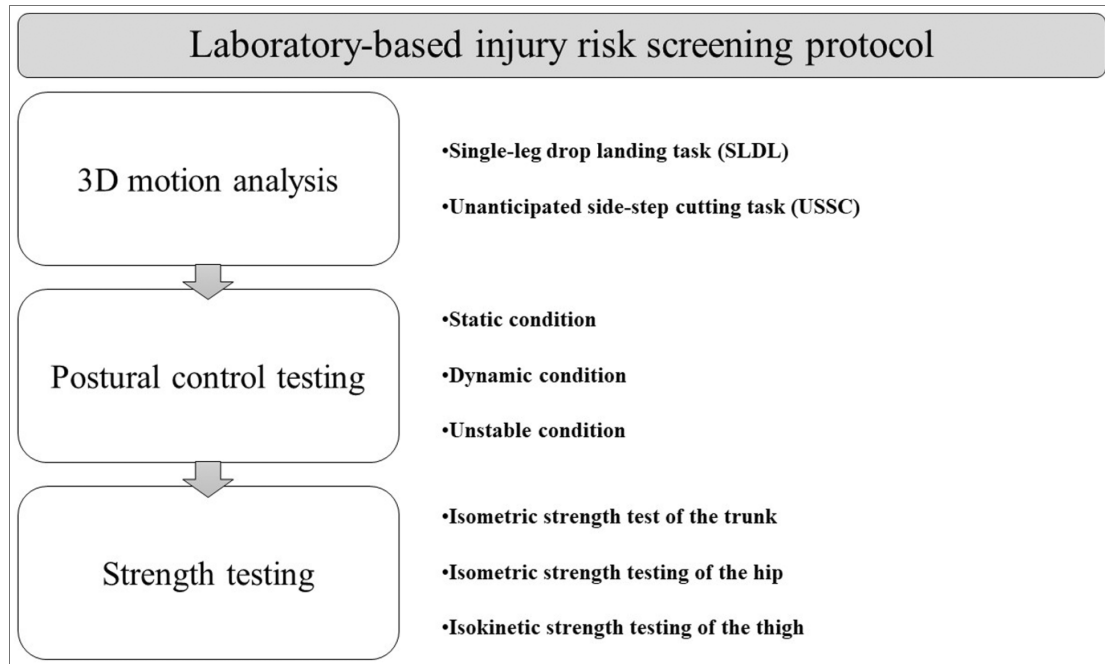 Laboratory-based injury risk screening protocol
3D motion analysis
•Single-leg drop landing task (SLDL)
•Unanticipated side-step cutting task (USSC)
Postural control testing
•Static condition
•Dynamic condition
•Unstable condition
Strength testing
•Isometric strength test of the trunk
•Isometric strength testing of the hip
•Isokinetic strength testing of the thigh